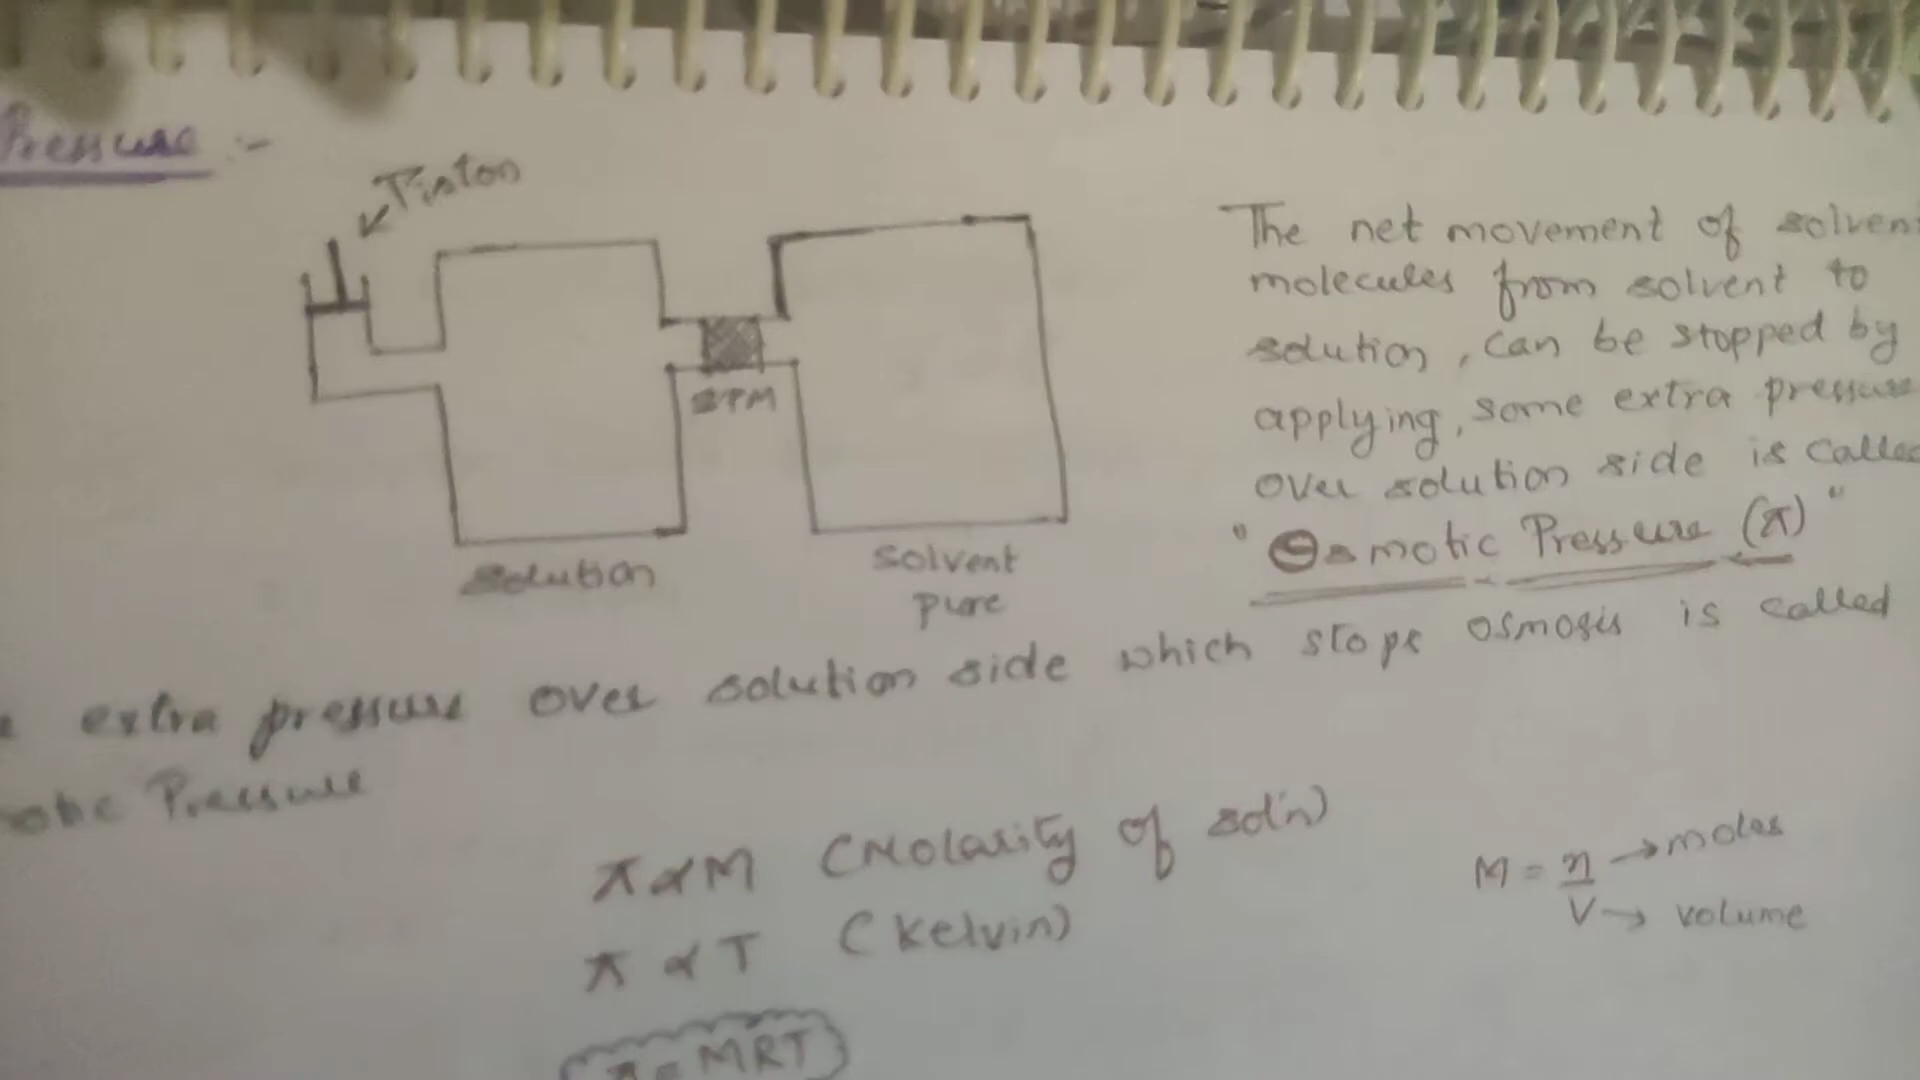 Pressure :-
Piston
The net movement of solvent
molecules from solvent to
solution, can be stopped by
applying, some extra pressure
over solution side is called
" Osmotic Pressure (π) "
SPM
solution
solvent
pure
extra pressure over solution side which stops osmosis is called
Pressure
π α M (Molarity of sol'n)
π α T (Kelvin)
M = n → moles
V → volume
π = MRT